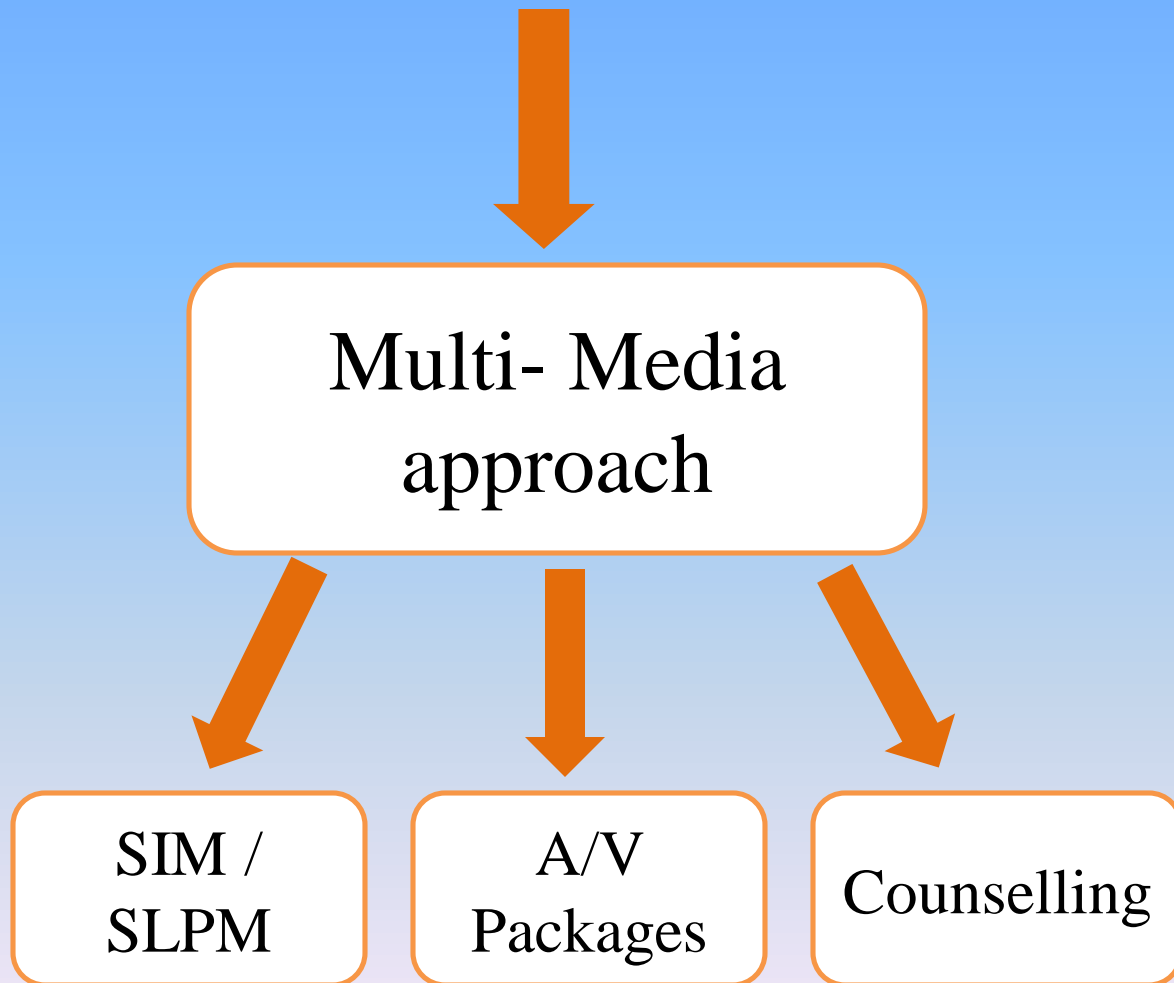 Multi- Media
approach
SIM /
SLPM
A/V
Packages
Counselling